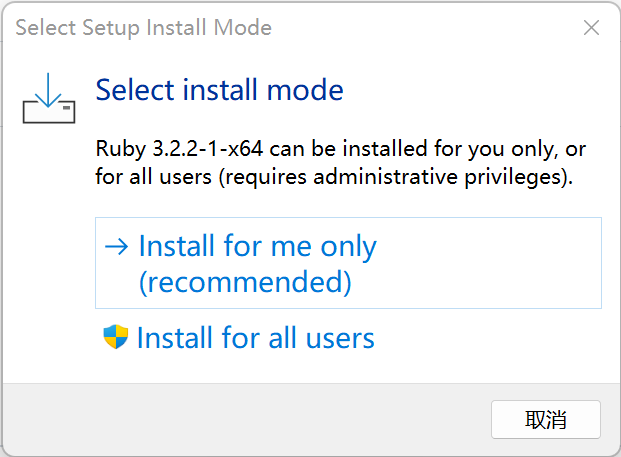 Select Setup Install Mode
Select install mode
Ruby 3.2.2-1-x64 can be installed for you only, or
for all users (requires administrative privileges).
Install for me only
(recommended)
Install for all users
取消